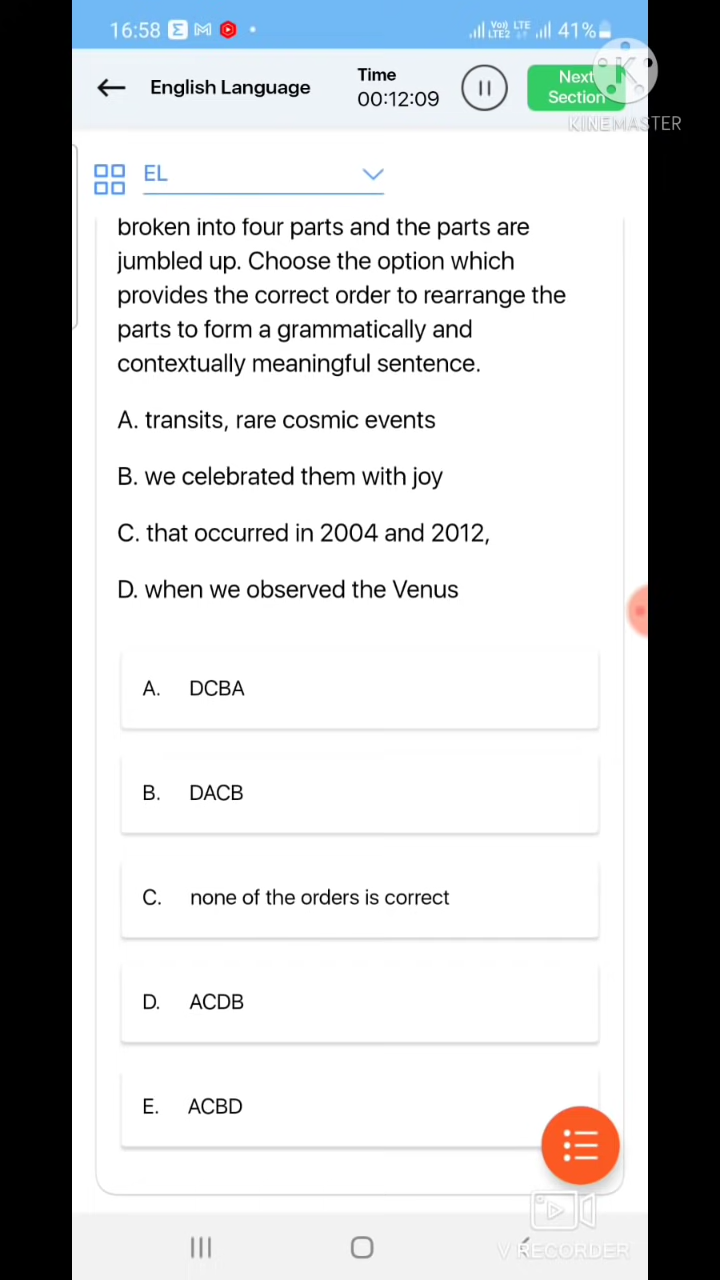 16:58 Σ M Vo)) LTE LTE2 41%
English Language
Time
00:12:09
Next
Section
K
KINEMASTER
EL
broken into four parts and the parts are
jumbled up. Choose the option which
provides the correct order to rearrange the
parts to form a grammatically and
contextually meaningful sentence.
A. transits, rare cosmic events
B. we celebrated them with joy
C. that occurred in 2004 and 2012,
D. when we observed the Venus
A. DCBA
B. DACB
C. none of the orders is correct
D. ACDB
E. ACBD
V RECORDER